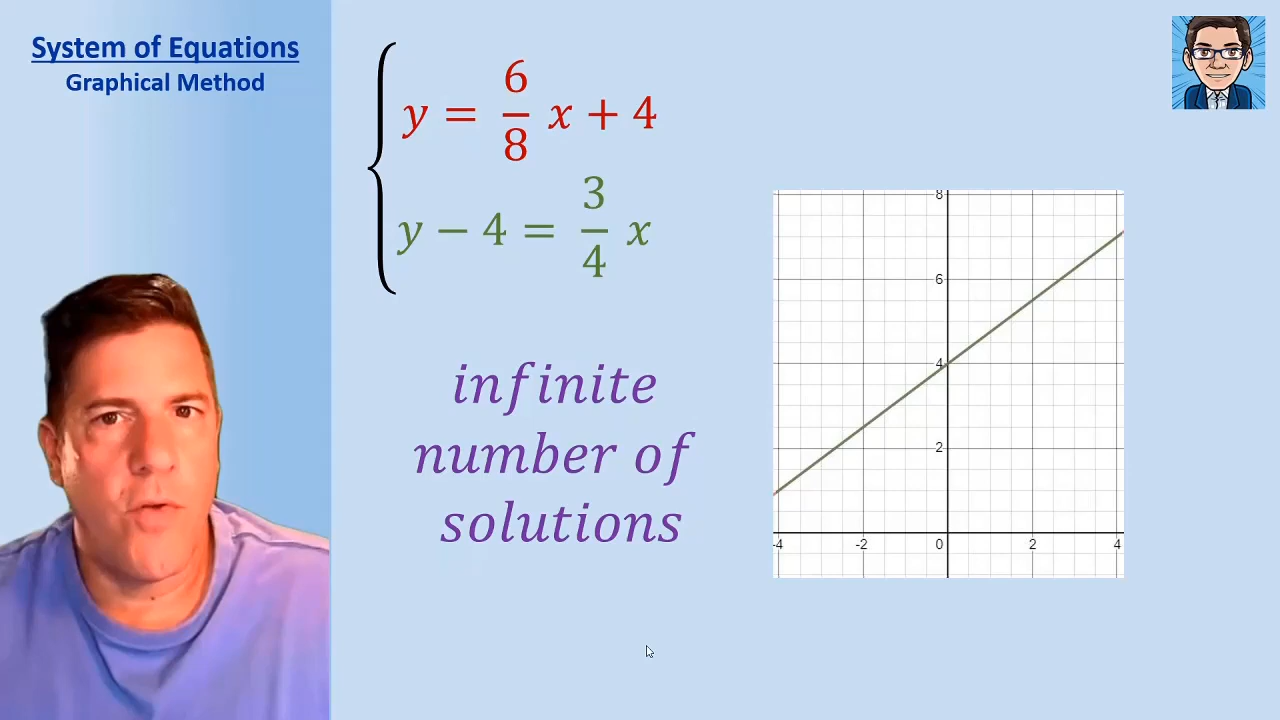 System of Equations
Graphical Method
y = 6/8 x + 4
y − 4 = 3/4 x
infinite
number of
solutions
8
6
4
2
-4 -2 0 2 4